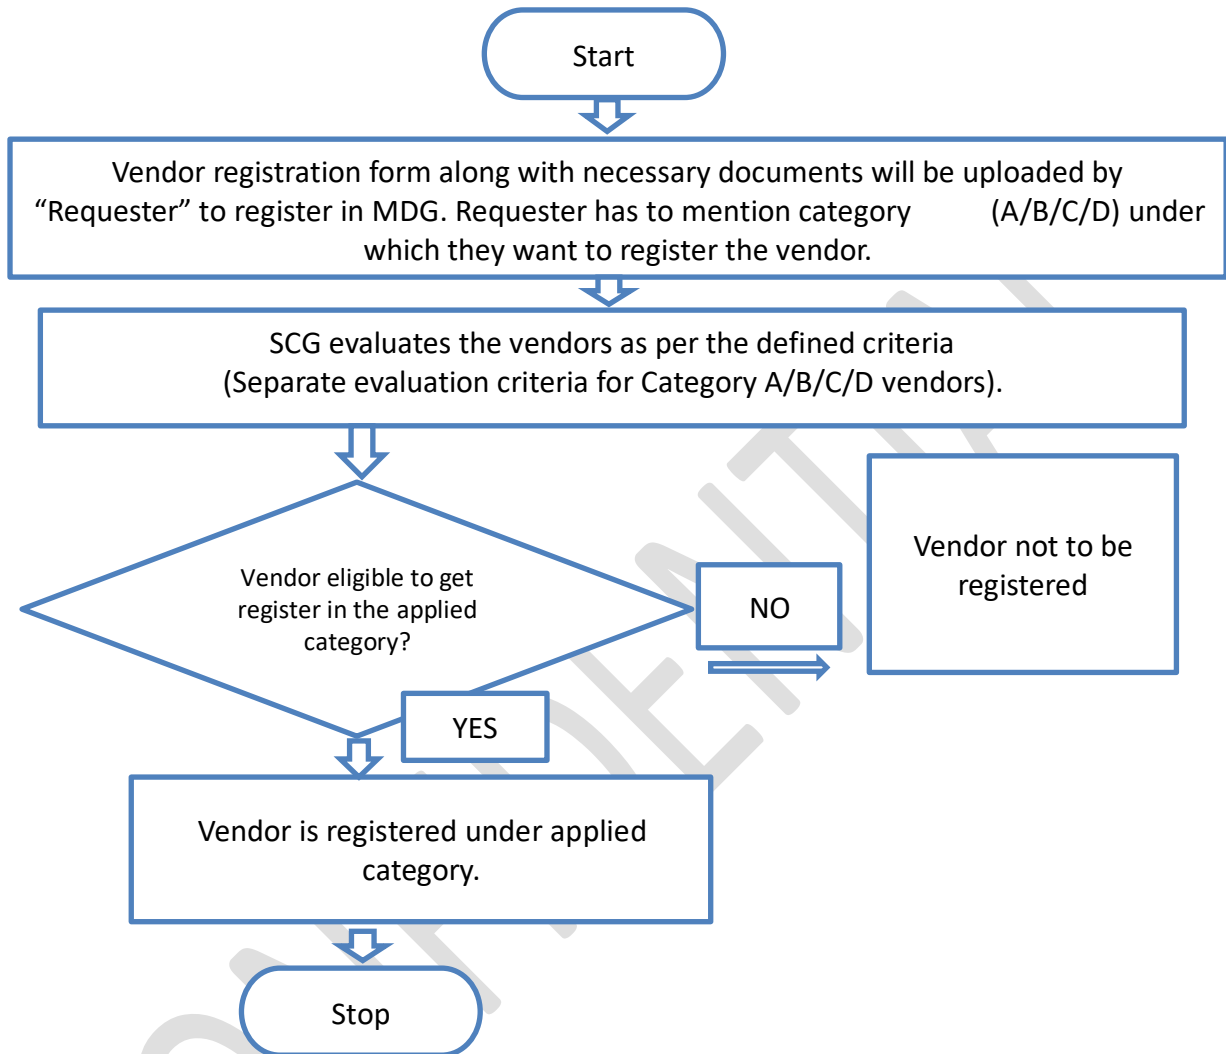 Start
Vendor registration form along with necessary documents will be uploaded by
“Requester” to register in MDG. Requester has to mention category (A/B/C/D) under
which they want to register the vendor.
SCG evaluates the vendors as per the defined criteria
(Separate evaluation criteria for Category A/B/C/D vendors).
Vendor eligible to get
register in the applied
category?
NO
Vendor not to be
registered
YES
Vendor is registered under applied
category.
Stop